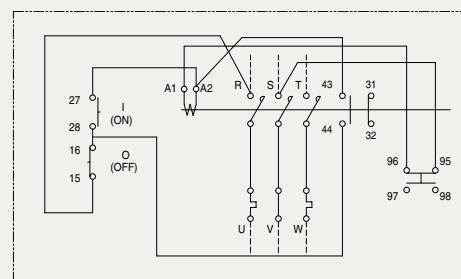 R S T 43 31
A1 A2
27
I
(ON)
28
44 32
16
O
(OFF)
15
96 95
97 98
U V W